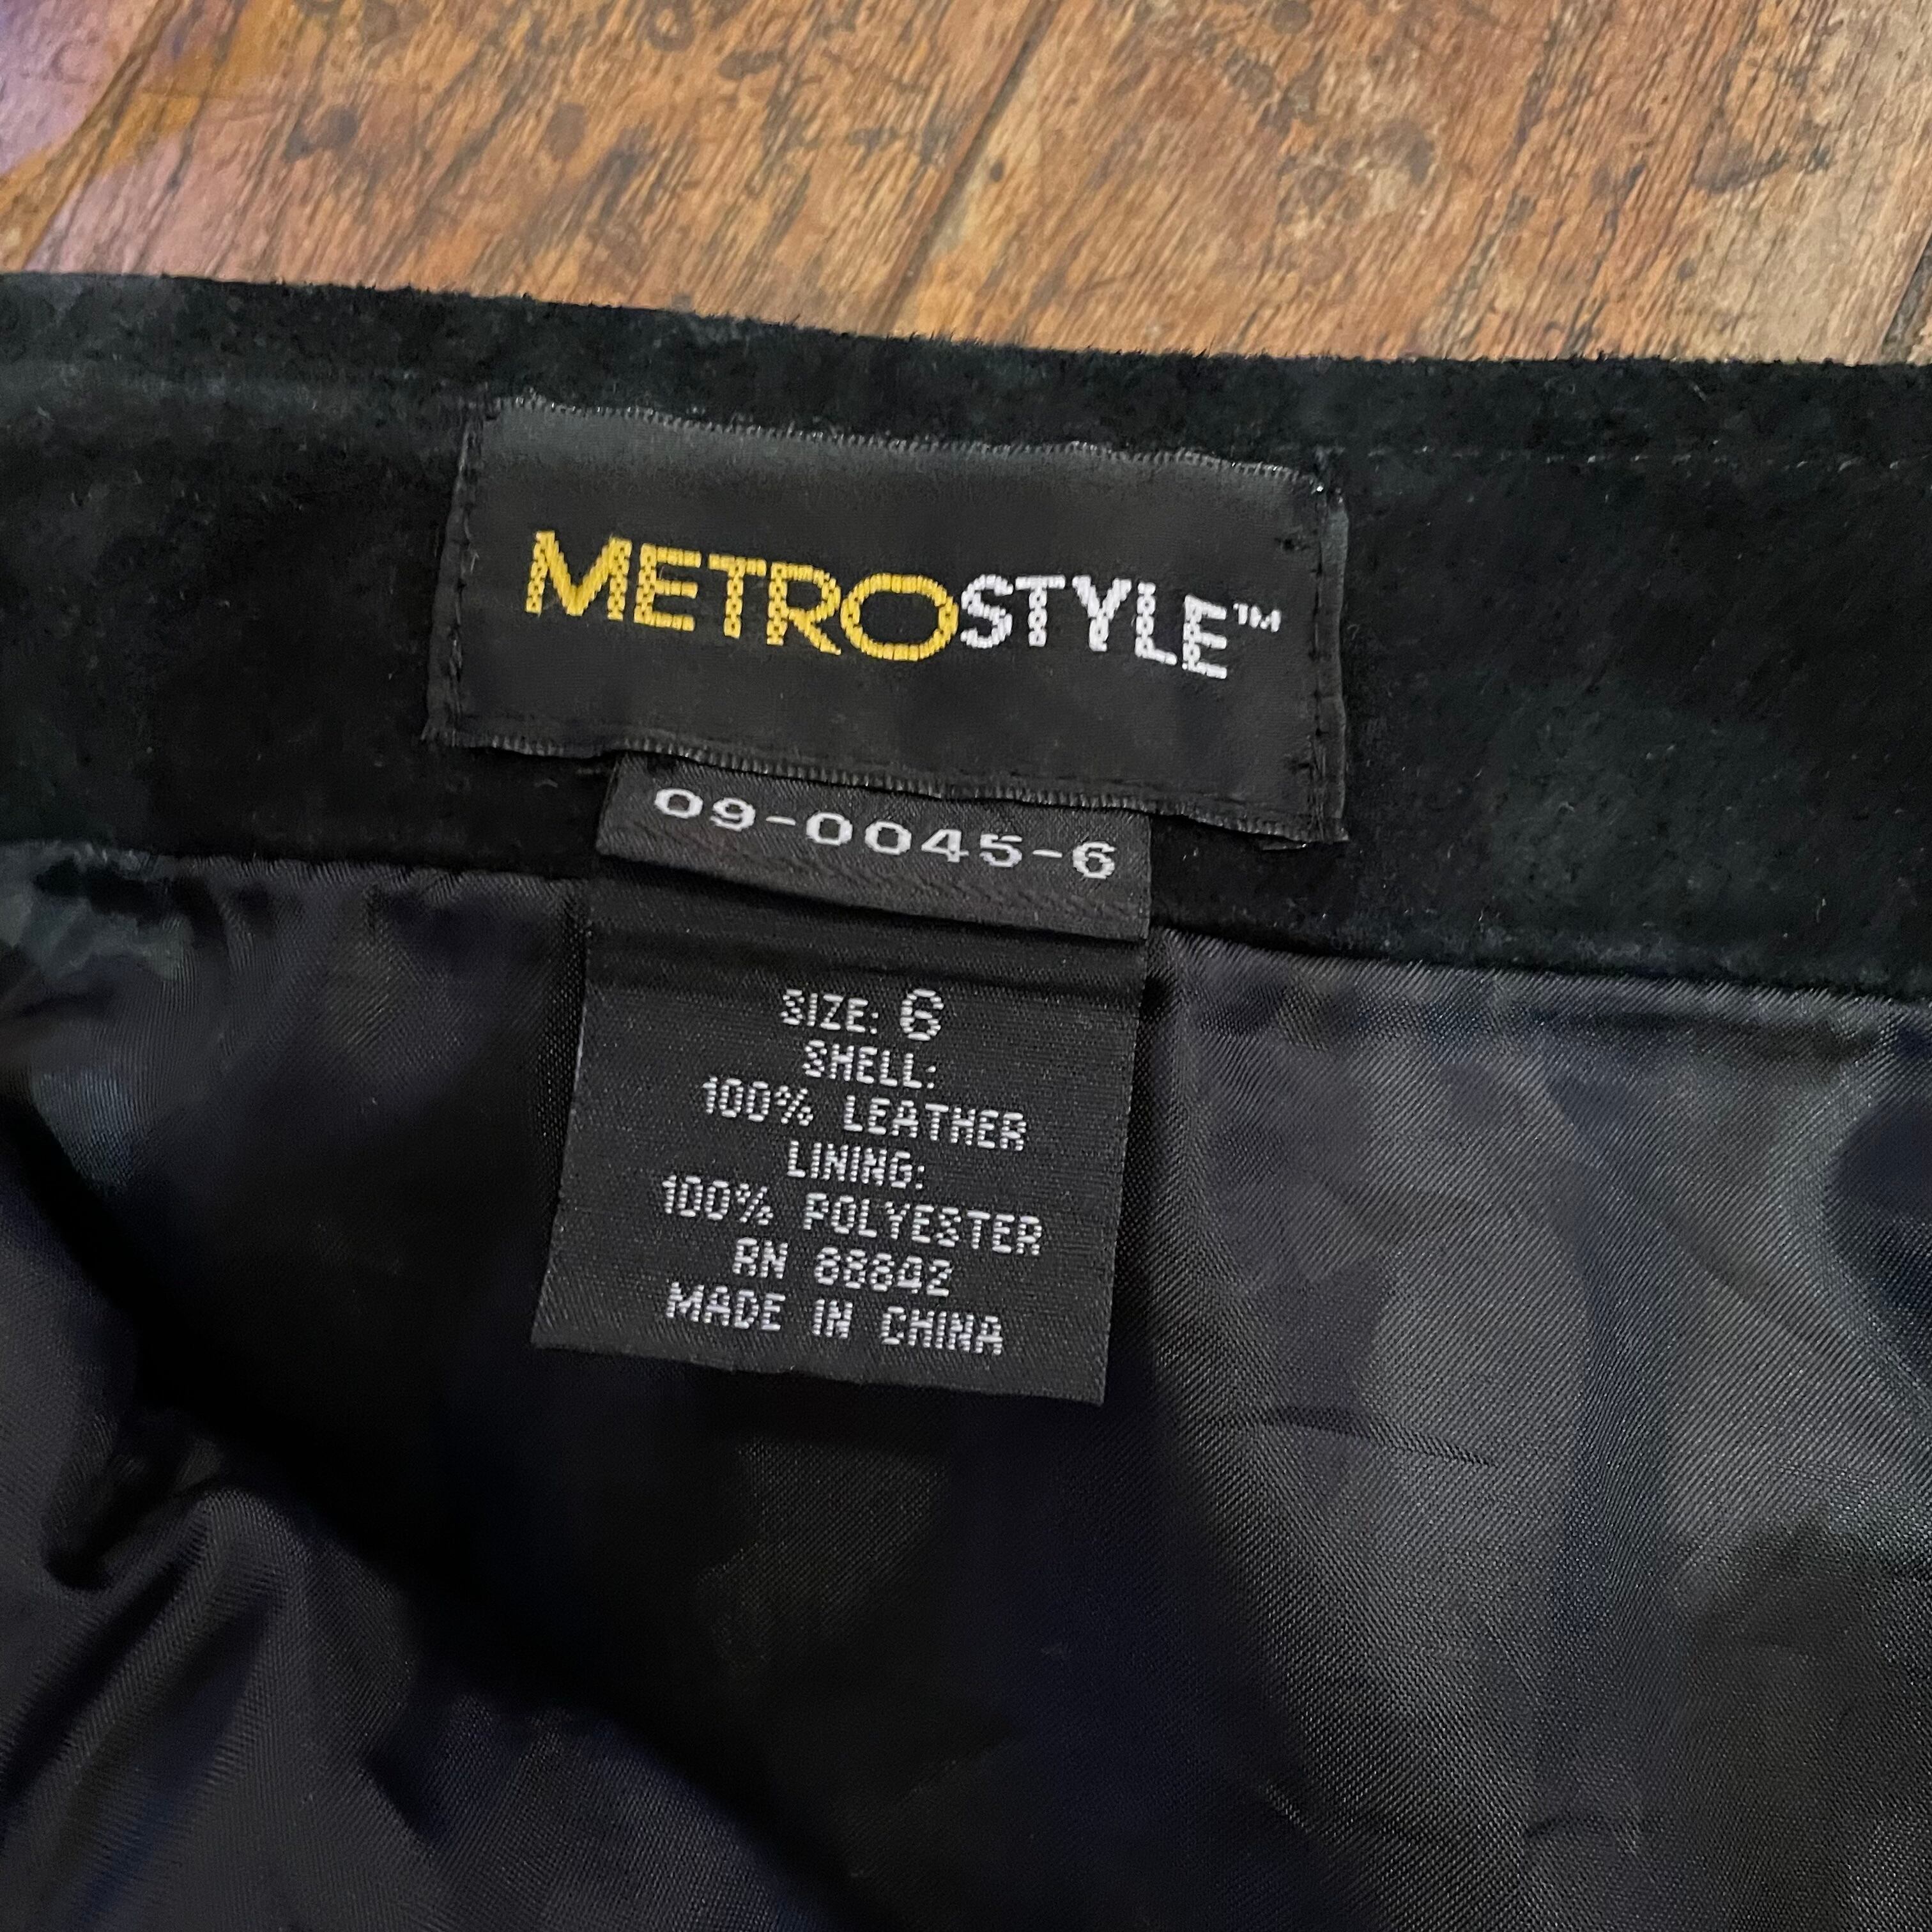 METROSTYLE™
09-0045-6
SIZE: 6
SHELL:
100% LEATHER
LINING:
100% POLYESTER
RN 88842
MADE IN CHINA